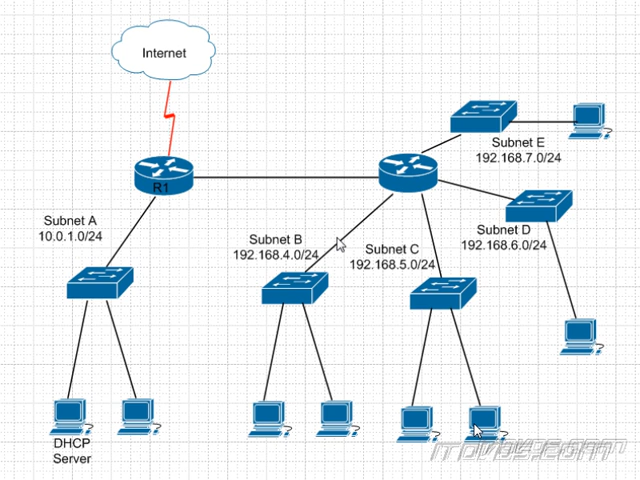 Internet
R1
Subnet E
192.168.7.0/24
Subnet A
10.0.1.0/24
Subnet B
192.168.4.0/24
Subnet C
192.168.5.0/24
Subnet D
192.168.6.0/24
DHCP
Server